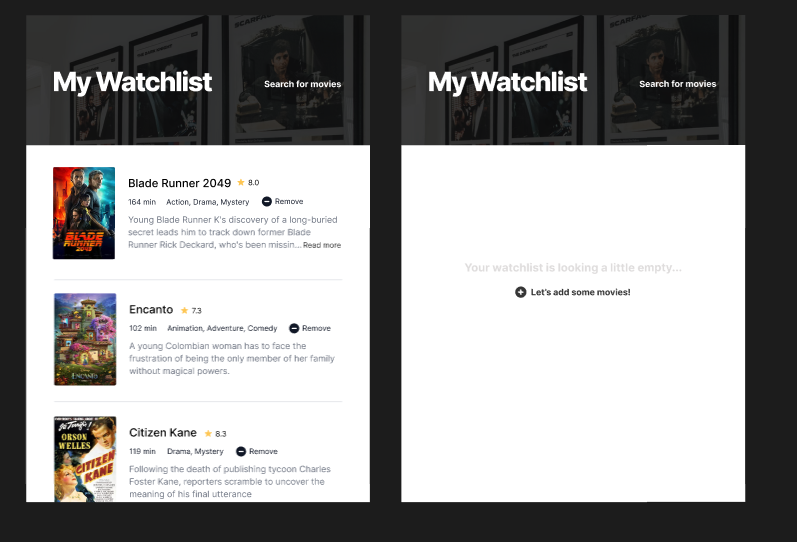 My Watchlist
Search for movies
Blade Runner 2049 8.0
164 min Action, Drama, Mystery Remove
Young Blade Runner K's discovery of a long-buried
secret leads him to track down former Blade
Runner Rick Deckard, who's been missin... Read more
BLADE
RUNNER
2049
Encanto 7.3
102 min Animation, Adventure, Comedy Remove
A young Colombian woman has to face the
frustration of being the only member of her family
without magical powers.
ENCANTO
Citizen Kane 8.3
119 min Drama, Mystery Remove
Following the death of publishing tycoon Charles
Foster Kane, reporters scramble to uncover the
meaning of his final utterance
It's Terrific!
ORSON
WELLES
CITIZEN
KANE
My Watchlist
Search for movies
Your watchlist is looking a little empty...
Let's add some movies!